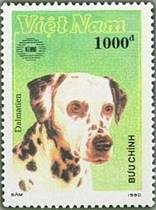 Việt Nam
1000đ
Dalmatien
BƯU CHÍNH
1990